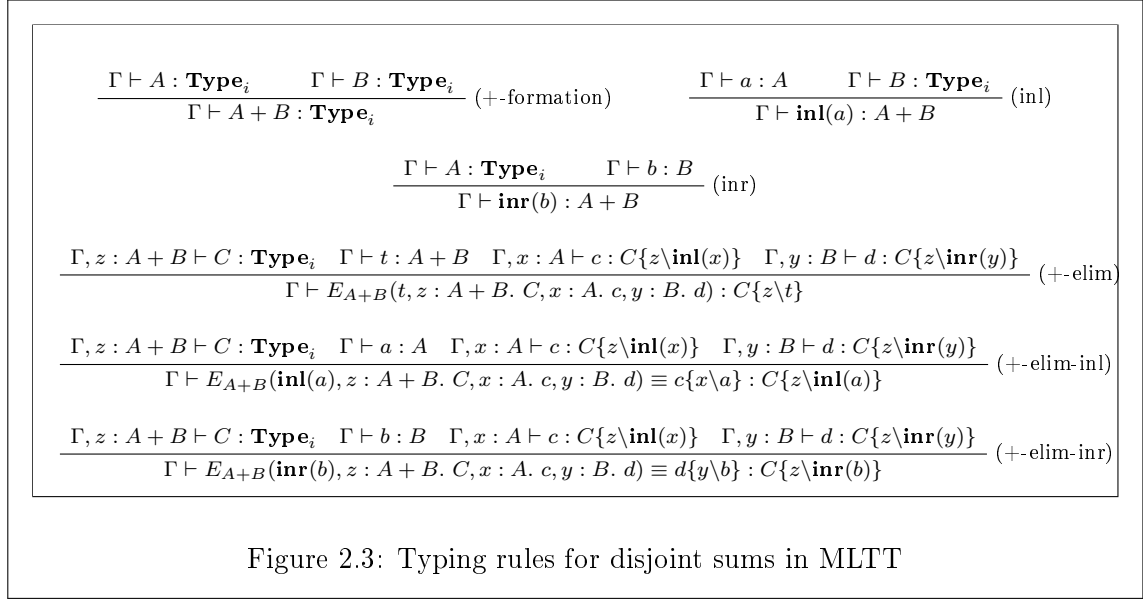 Γ ⊢ A : Type_i Γ ⊢ B : Type_i (+-formation) Γ ⊢ a : A Γ ⊢ B : Type_i (inl)
Γ ⊢ A + B : Type_i Γ ⊢ inl(a) : A + B
Γ ⊢ A : Type_i Γ ⊢ b : B (inr)
Γ ⊢ inr(b) : A + B
Γ, z : A + B ⊢ C : Type_i Γ ⊢ t : A + B Γ, x : A ⊢ c : C{z\inl(x)} Γ, y : B ⊢ d : C{z\inr(y)} (+-elim)
Γ ⊢ E_{A+B}(t, z : A + B. C, x : A. c, y : B. d) : C{z\t}
Γ, z : A + B ⊢ C : Type_i Γ ⊢ a : A Γ, x : A ⊢ c : C{z\inl(x)} Γ, y : B ⊢ d : C{z\inr(y)} (+-elim-inl)
Γ ⊢ E_{A+B}(inl(a), z : A + B. C, x : A. c, y : B. d) ≡ c{x\a} : C{z\inl(a)}
Γ, z : A + B ⊢ C : Type_i Γ ⊢ b : B Γ, x : A ⊢ c : C{z\inl(x)} Γ, y : B ⊢ d : C{z\inr(y)} (+-elim-inr)
Γ ⊢ E_{A+B}(inr(b), z : A + B. C, x : A. c, y : B. d) ≡ d{y\b} : C{z\inr(b)}
Figure 2.3: Typing rules for disjoint sums in MLTT